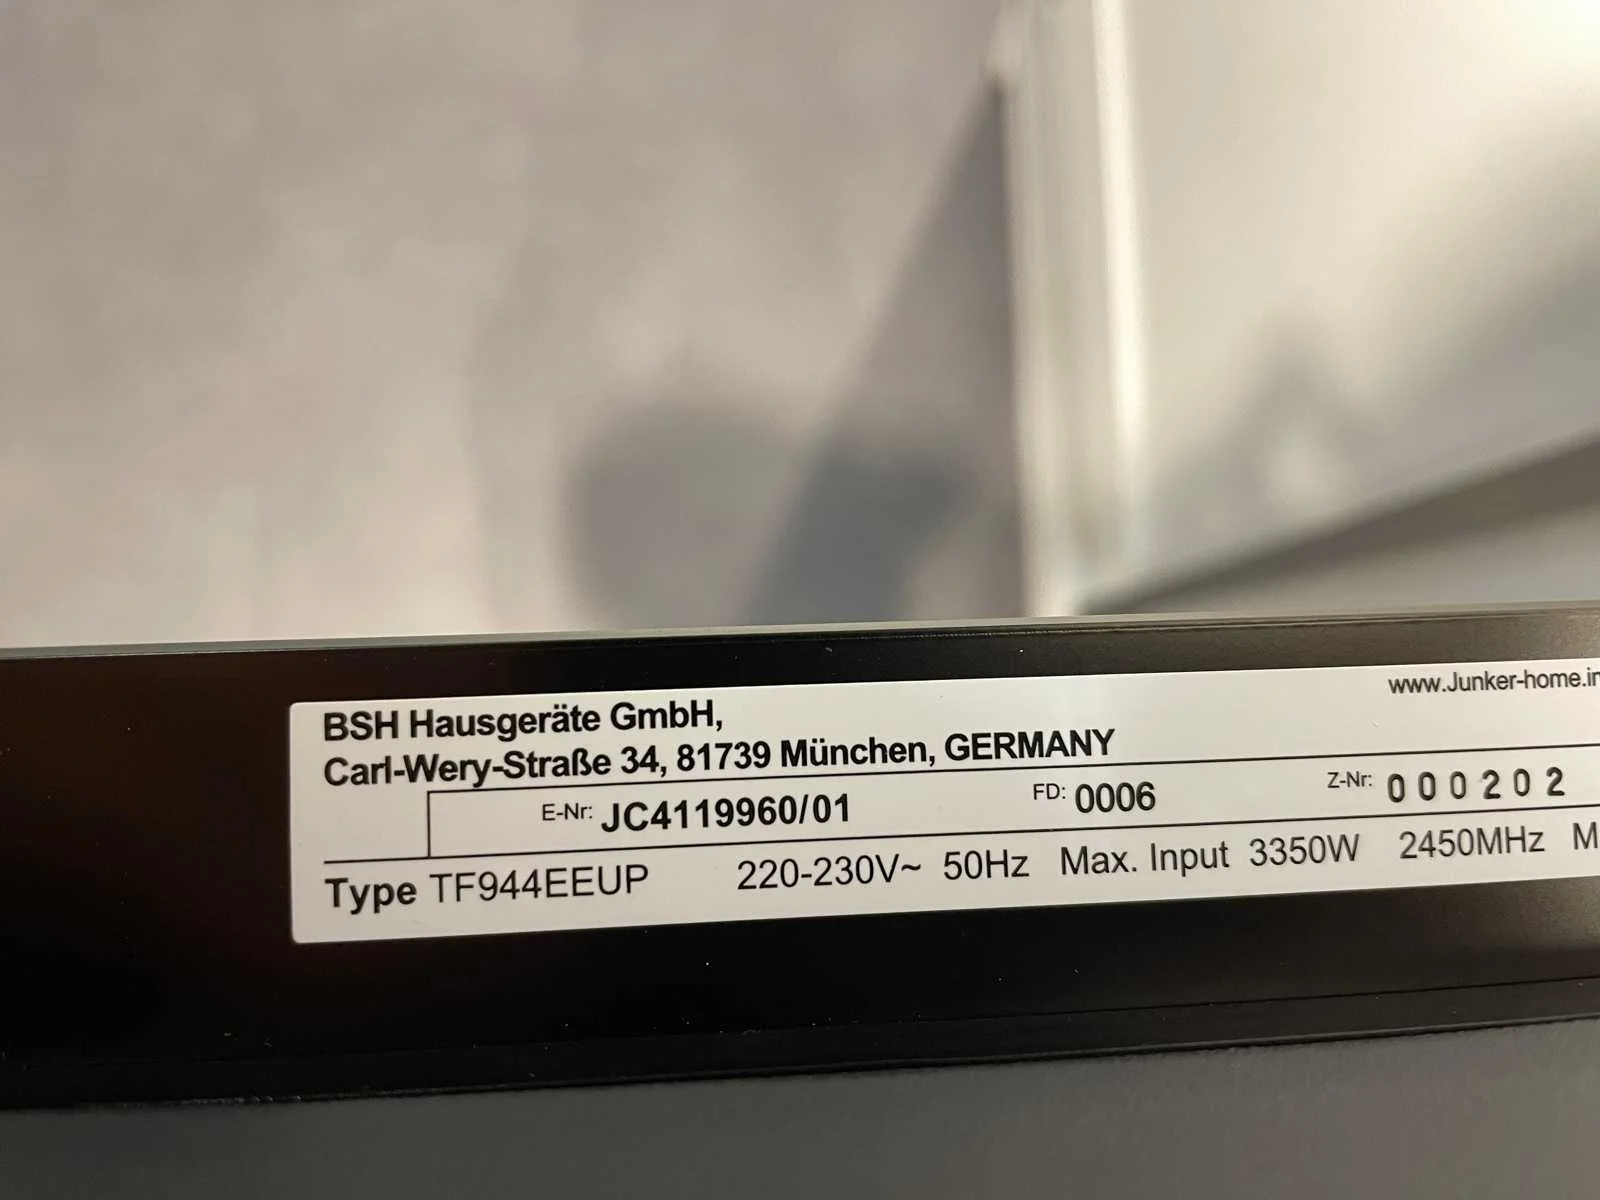 www.Junker-home.in
BSH Hausgeräte GmbH,
Carl-Wery-Straße 34, 81739 München, GERMANY
E-Nr: JC4119960/01 FD: 0006 Z-Nr: 000202
Type TF944EEUP 220-230V~ 50Hz Max. Input 3350W 2450MHz M